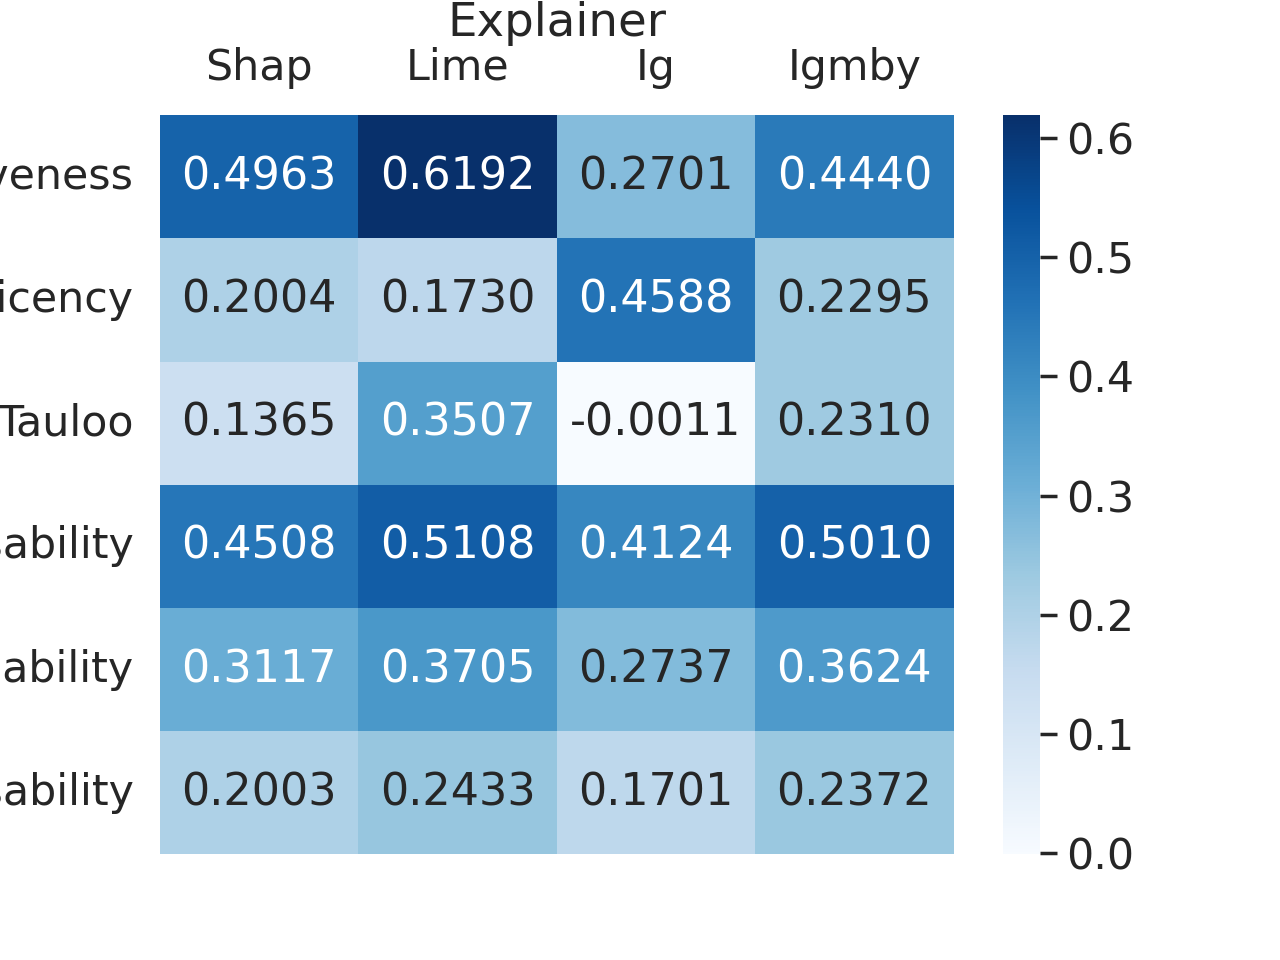 Explainer
Shap Lime Ig Igmby
veness 0.4963 0.6192 0.2701 0.4440
icency 0.2004 0.1730 0.4588 0.2295
Tauloo 0.1365 0.3507 -0.0011 0.2310
ability 0.4508 0.5108 0.4124 0.5010
ability 0.3117 0.3705 0.2737 0.3624
ability 0.2003 0.2433 0.1701 0.2372
0.6
0.5
0.4
0.3
0.2
0.1
0.0